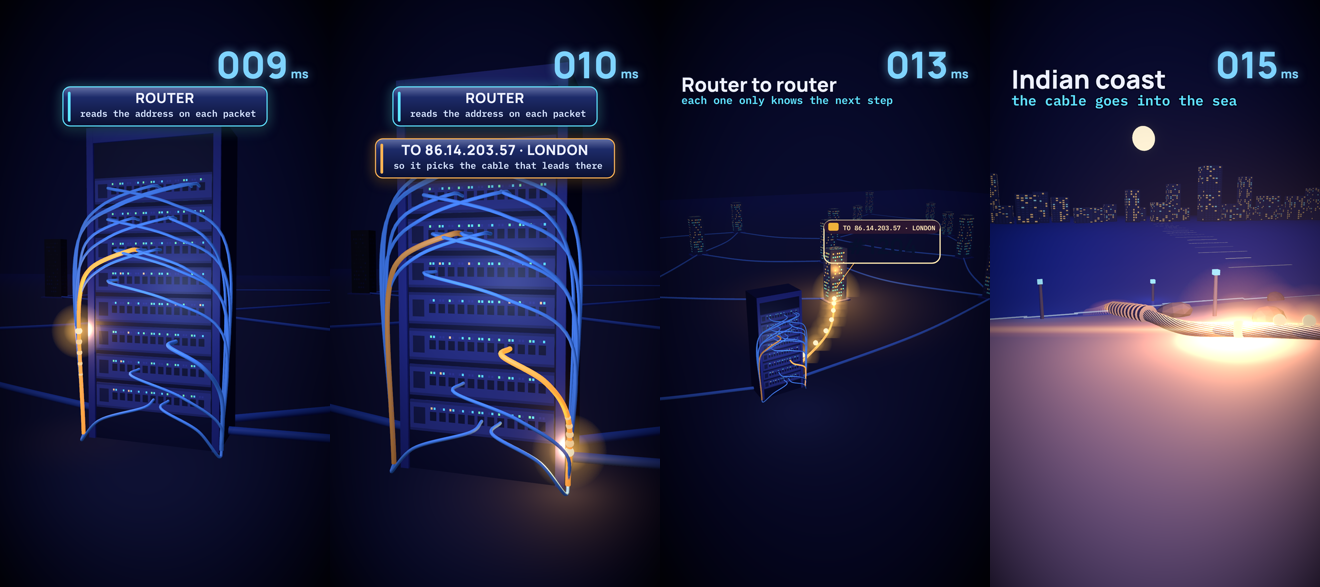 009 ms
ROUTER
reads the address on each packet
010 ms
ROUTER
reads the address on each packet
TO 86.14.203.57 · LONDON
so it picks the cable that leads there
013 ms
Router to router
each one only knows the next step
TO 86.14.203.57 · LONDON
015 ms
Indian coast
the cable goes into the sea